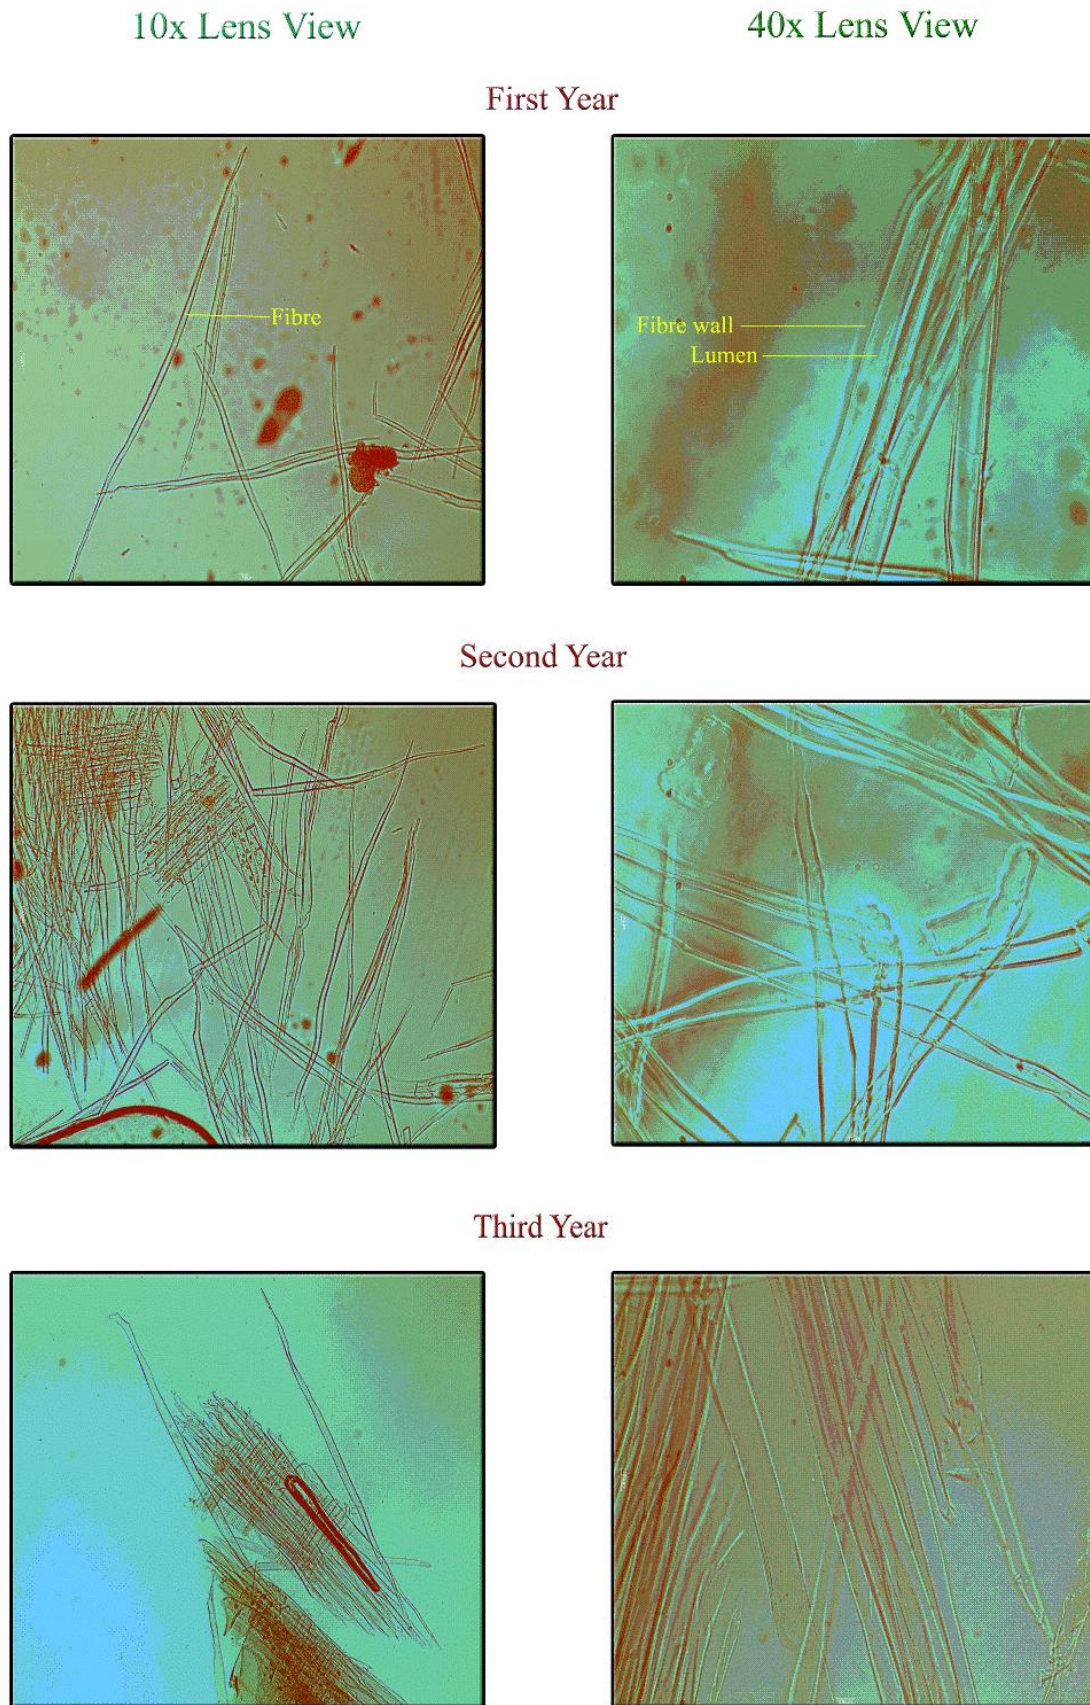 10x Lens View
40x Lens View
First Year
Fibre
Fibre wall
Lumen
Second Year
Third Year